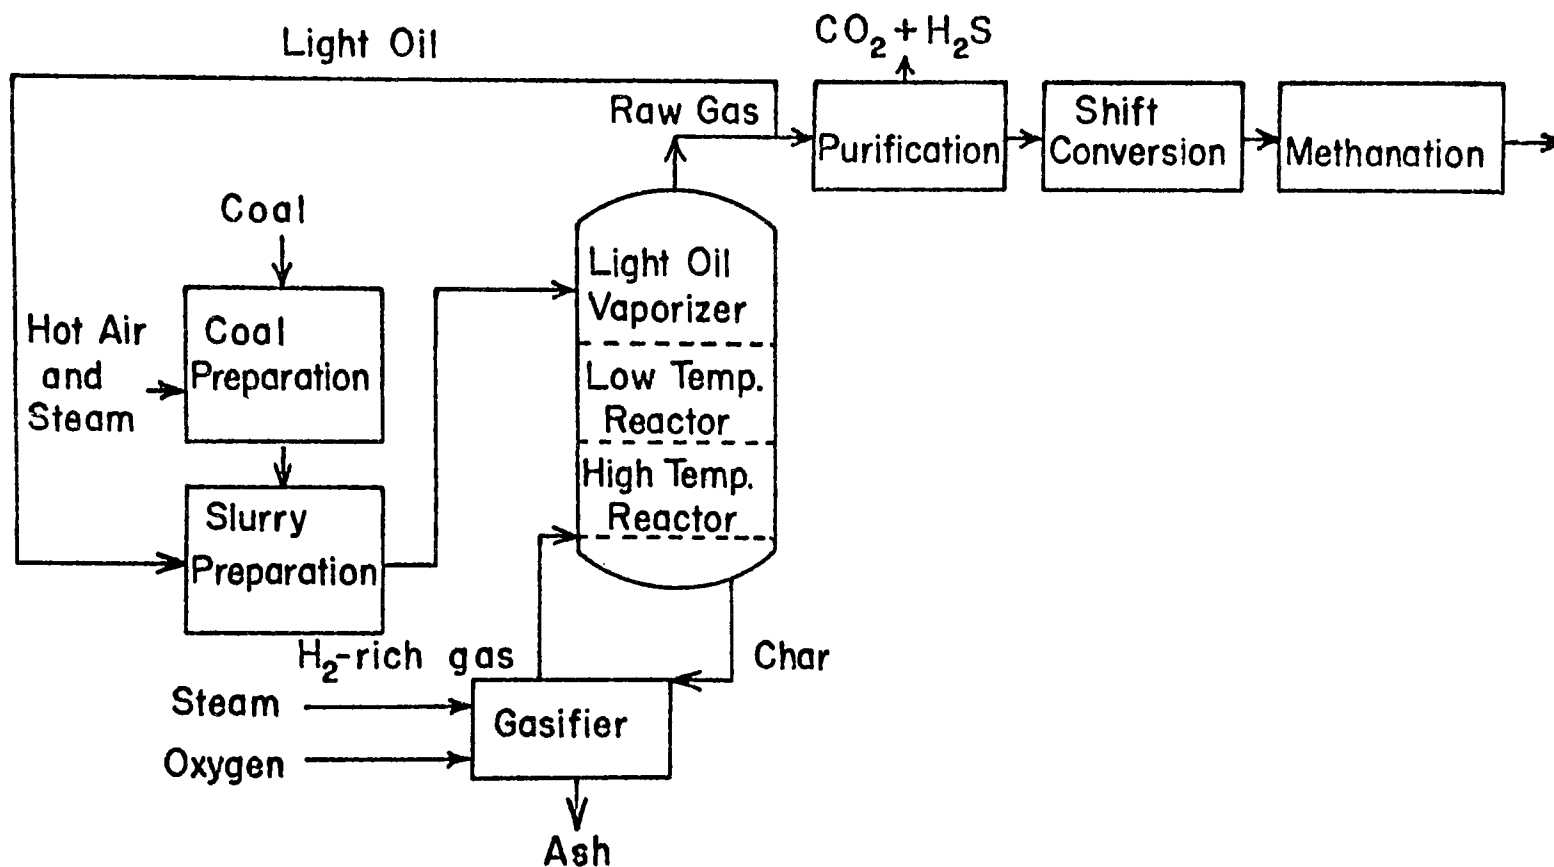 CO₂ + H₂S
Light Oil
Raw Gas
Purification
Shift
Conversion
Methanation
Coal
Hot Air
and
Steam
Coal
Preparation
Slurry
Preparation
Light Oil
Vaporizer
Low Temp.
Reactor
High Temp.
Reactor
H₂-rich gas
Char
Steam
Oxygen
Gasifier
Ash